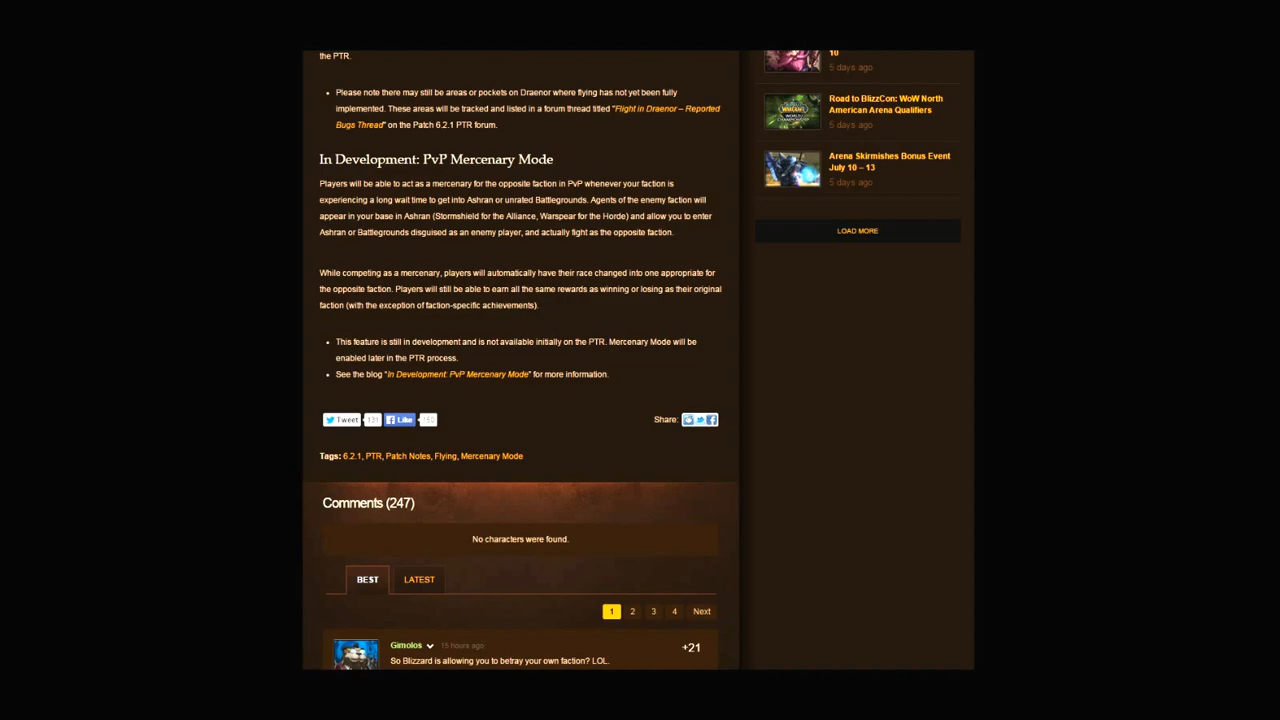 the PTR.
Please note there may still be areas or pockets on Draenor where flying has not yet been fully
implemented. These areas will be tracked and listed in a forum thread titled "Flight in Draenor – Reported
Bugs Thread" on the Patch 6.2.1 PTR forum.
In Development: PvP Mercenary Mode
Players will be able to act as a mercenary for the opposite faction in PvP whenever your faction is
experiencing a long wait time to get into Ashran or unrated Battlegrounds. Agents of the enemy faction will
appear in your base in Ashran (Stormshield for the Alliance, Warspear for the Horde) and allow you to enter
Ashran or Battlegrounds disguised as an enemy player, and actually fight as the opposite faction.
While competing as a mercenary, players will automatically have their race changed into one appropriate for
the opposite faction. Players will still be able to earn all the same rewards as winning or losing as their original
faction (with the exception of faction-specific achievements).
This feature is still in development and is not available initially on the PTR. Mercenary Mode will be
enabled later in the PTR process.
See the blog "In Development: PvP Mercenary Mode" for more information.
Tweet 131 Like 150 Share:
Tags: 6.2.1, PTR, Patch Notes, Flying, Mercenary Mode
Comments (247)
No characters were found.
BEST LATEST
1 2 3 4 Next
Gimolos 15 hours ago +21
So Blizzard is allowing you to betray your own faction? LOL.
10
5 days ago
Road to BlizzCon: WoW North
American Arena Qualifiers
5 days ago
Arena Skirmishes Bonus Event
July 10 – 13
5 days ago
LOAD MORE